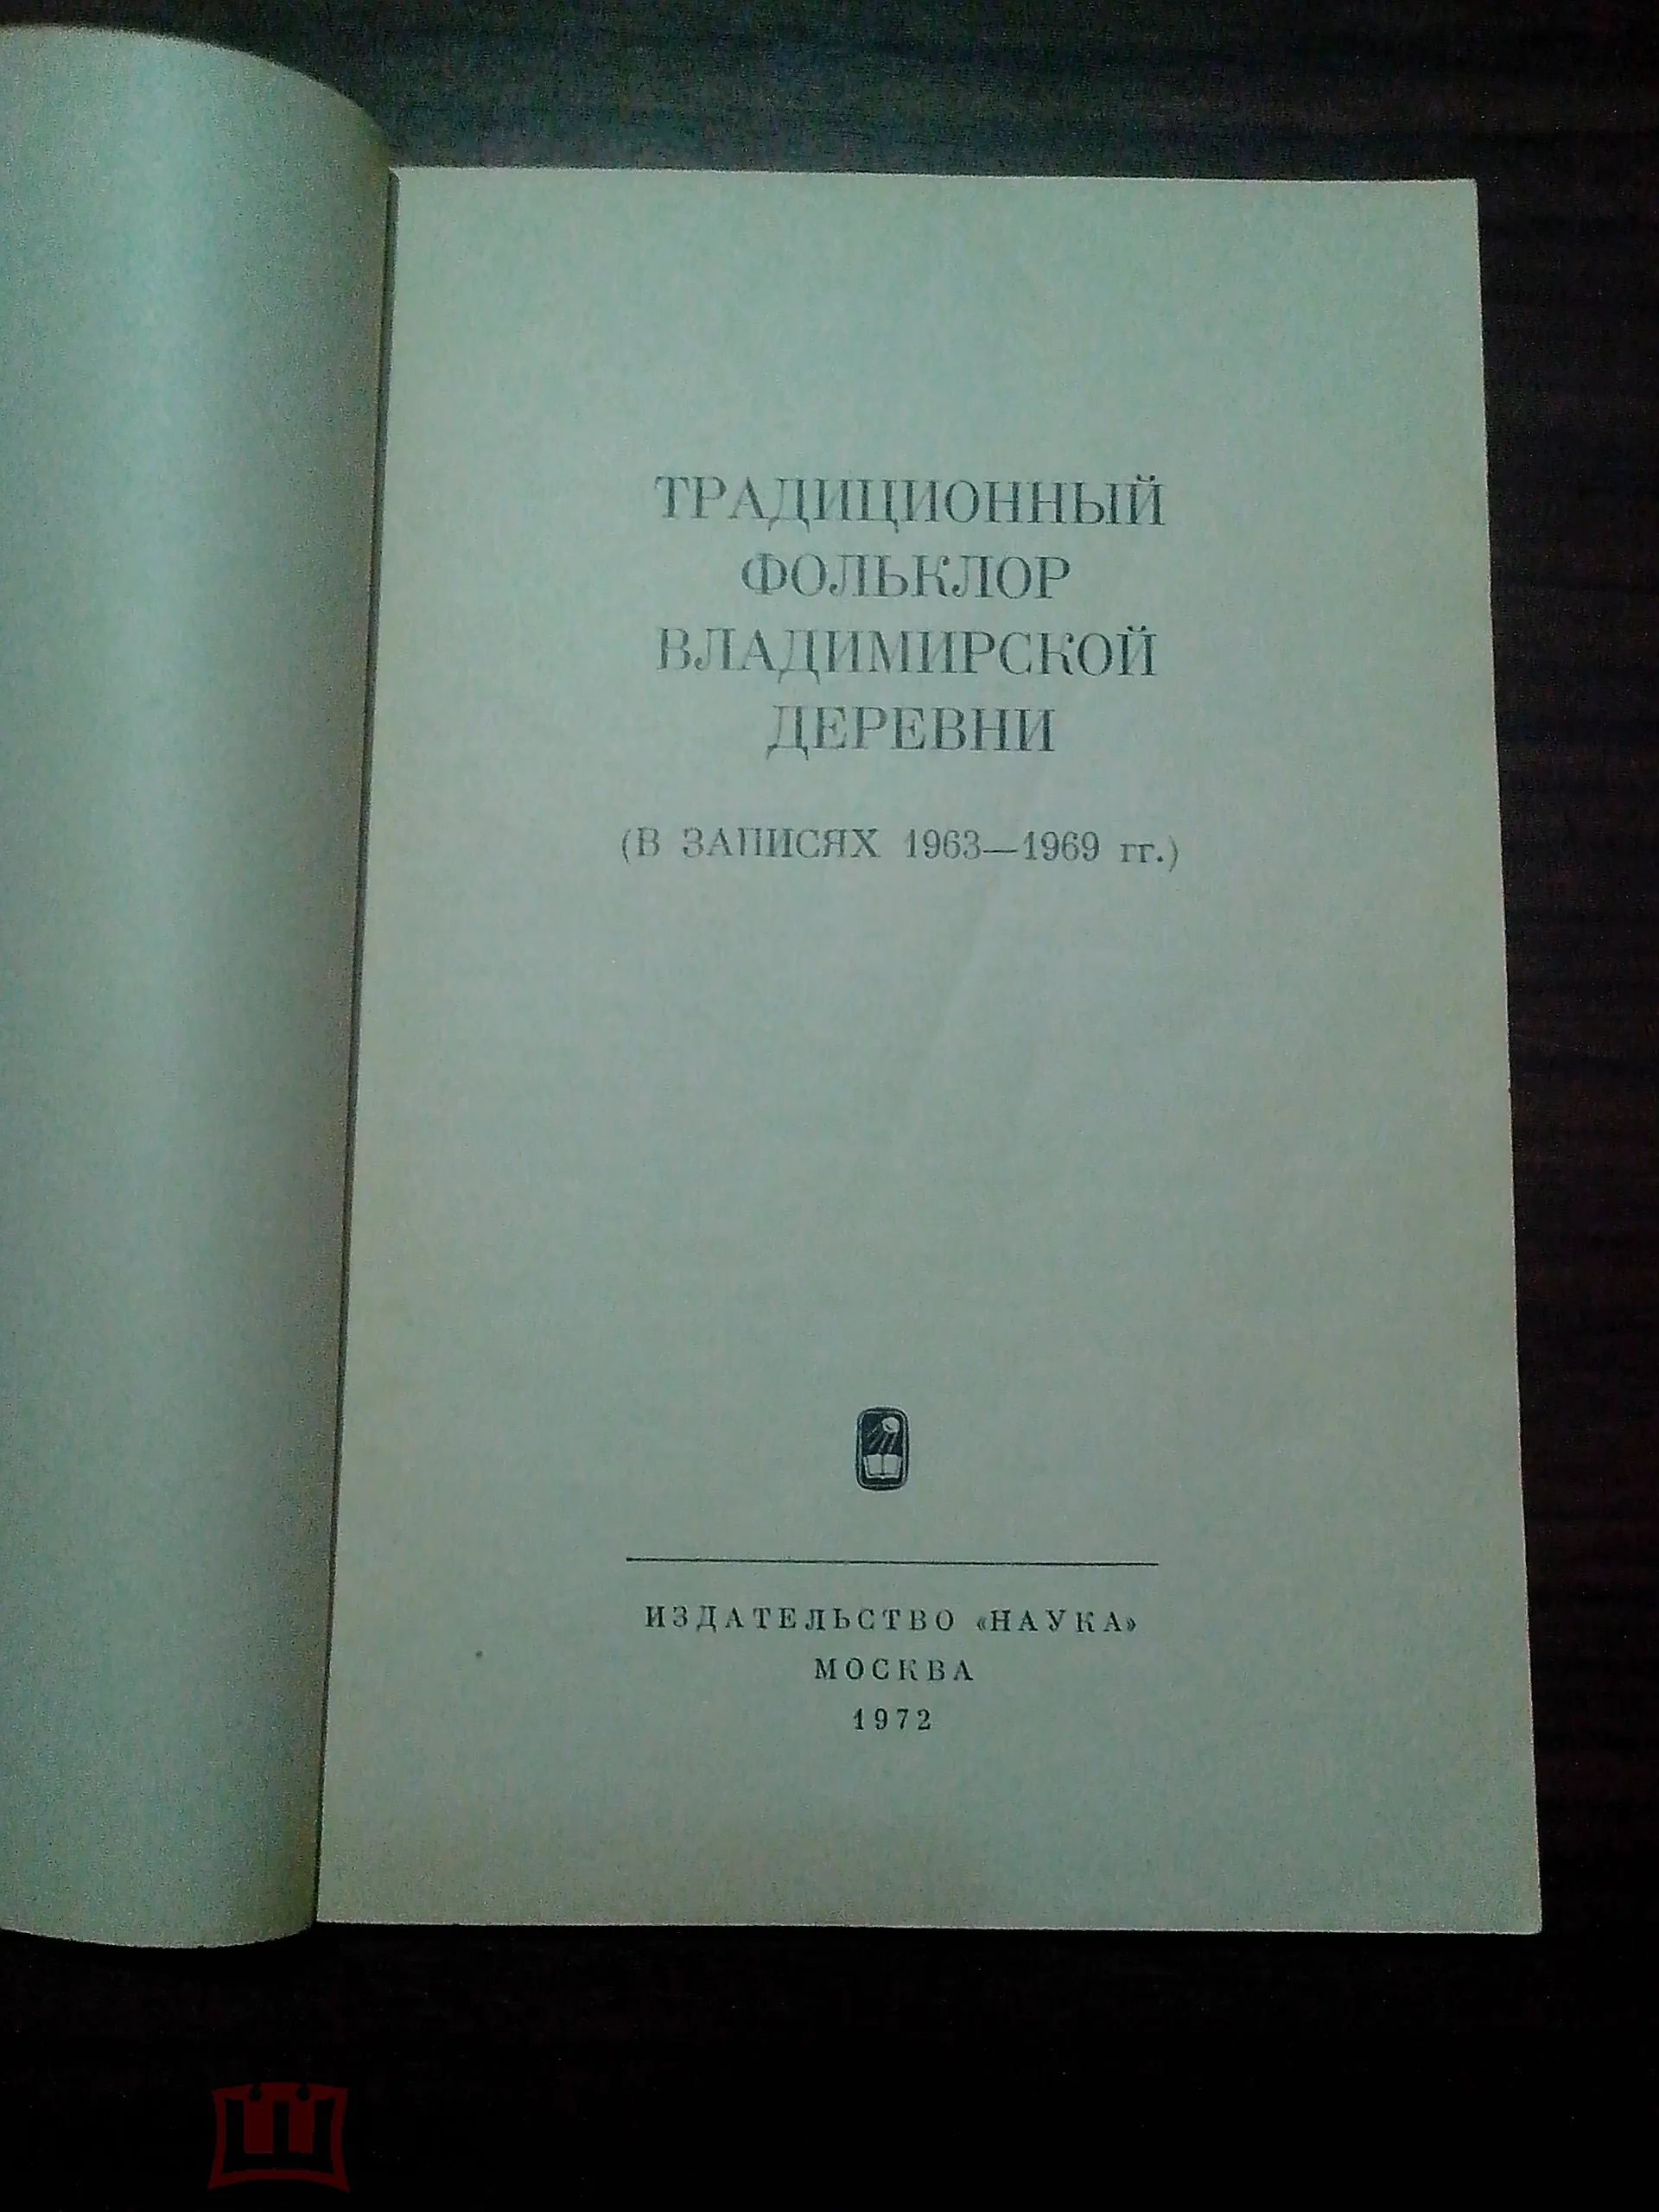 ТРАДИЦИОННЫЙ
ФОЛЬКЛОР
ВЛАДИМИРСКОЙ
ДЕРЕВНИ
(В ЗАПИСЯХ 1963—1969 гг.)
ИЗДАТЕЛЬСТВО «НАУКА»
МОСКВА
1972